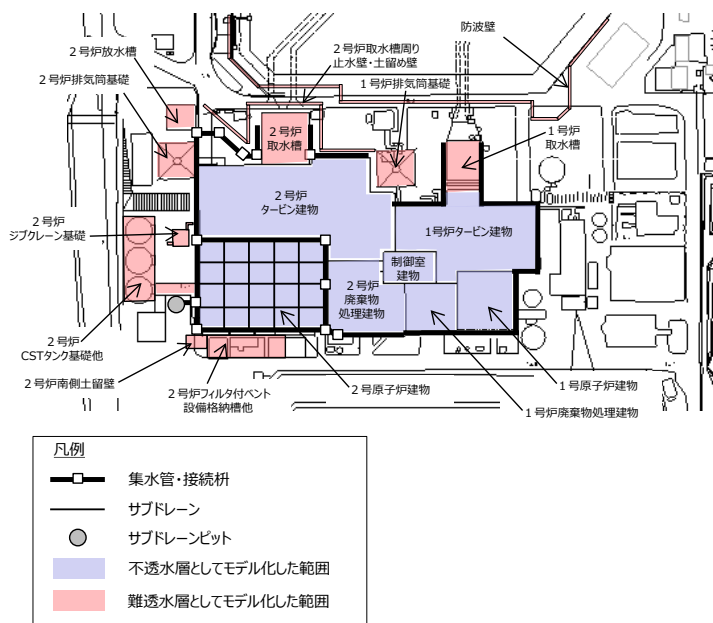 2号炉放水槽
2号炉排気筒基礎
2号炉取水槽周り
止水壁・土留め壁
1号炉排気筒基礎
防波壁
2号炉
取水槽
1号炉
取水槽
2号炉
タービン建物
1号炉タービン建物
2号炉
ジブクレーン基礎
制御室
建物
2号炉
廃棄物
処理建物
2号炉
CSTタンク基礎他
2号炉南側土留壁
2号炉フィルタ付ベント
設備格納槽他
2号原子炉建物
1号原子炉建物
1号炉廃棄物処理建物
凡例
集水管・接続枡
サブドレーン
サブドレーンピット
不透水層としてモデル化した範囲
難透水層としてモデル化した範囲